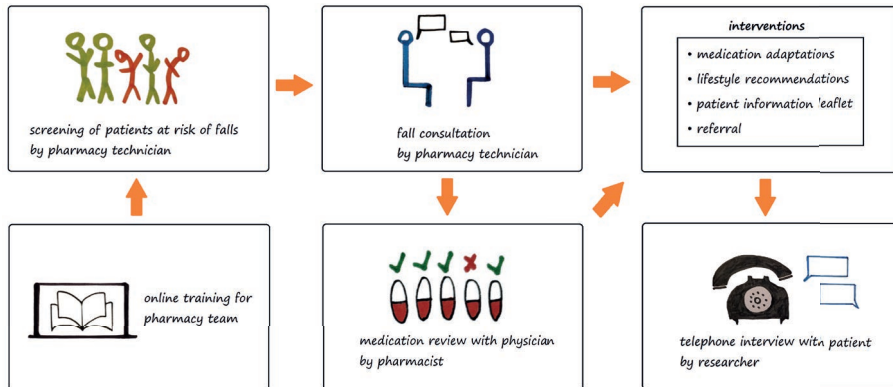 screening of patients at risk of falls
by pharmacy technician
fall consultation
by pharmacy technician
interventions
• medication adaptations
• lifestyle recommendations
• patient information leaflet
• referral
online training for
pharmacy team
medication review with physician
by pharmacist
telephone interview with patient
by researcher